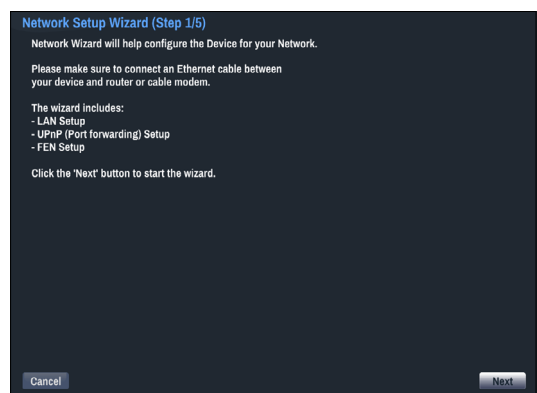 Network Setup Wizard (Step 1/5)
Network Wizard will help configure the Device for your Network.
Please make sure to connect an Ethernet cable between
your device and router or cable modem.
The wizard includes:
- LAN Setup
- UPnP (Port forwarding) Setup
- FEN Setup
Click the 'Next' button to start the wizard.
Cancel
Next